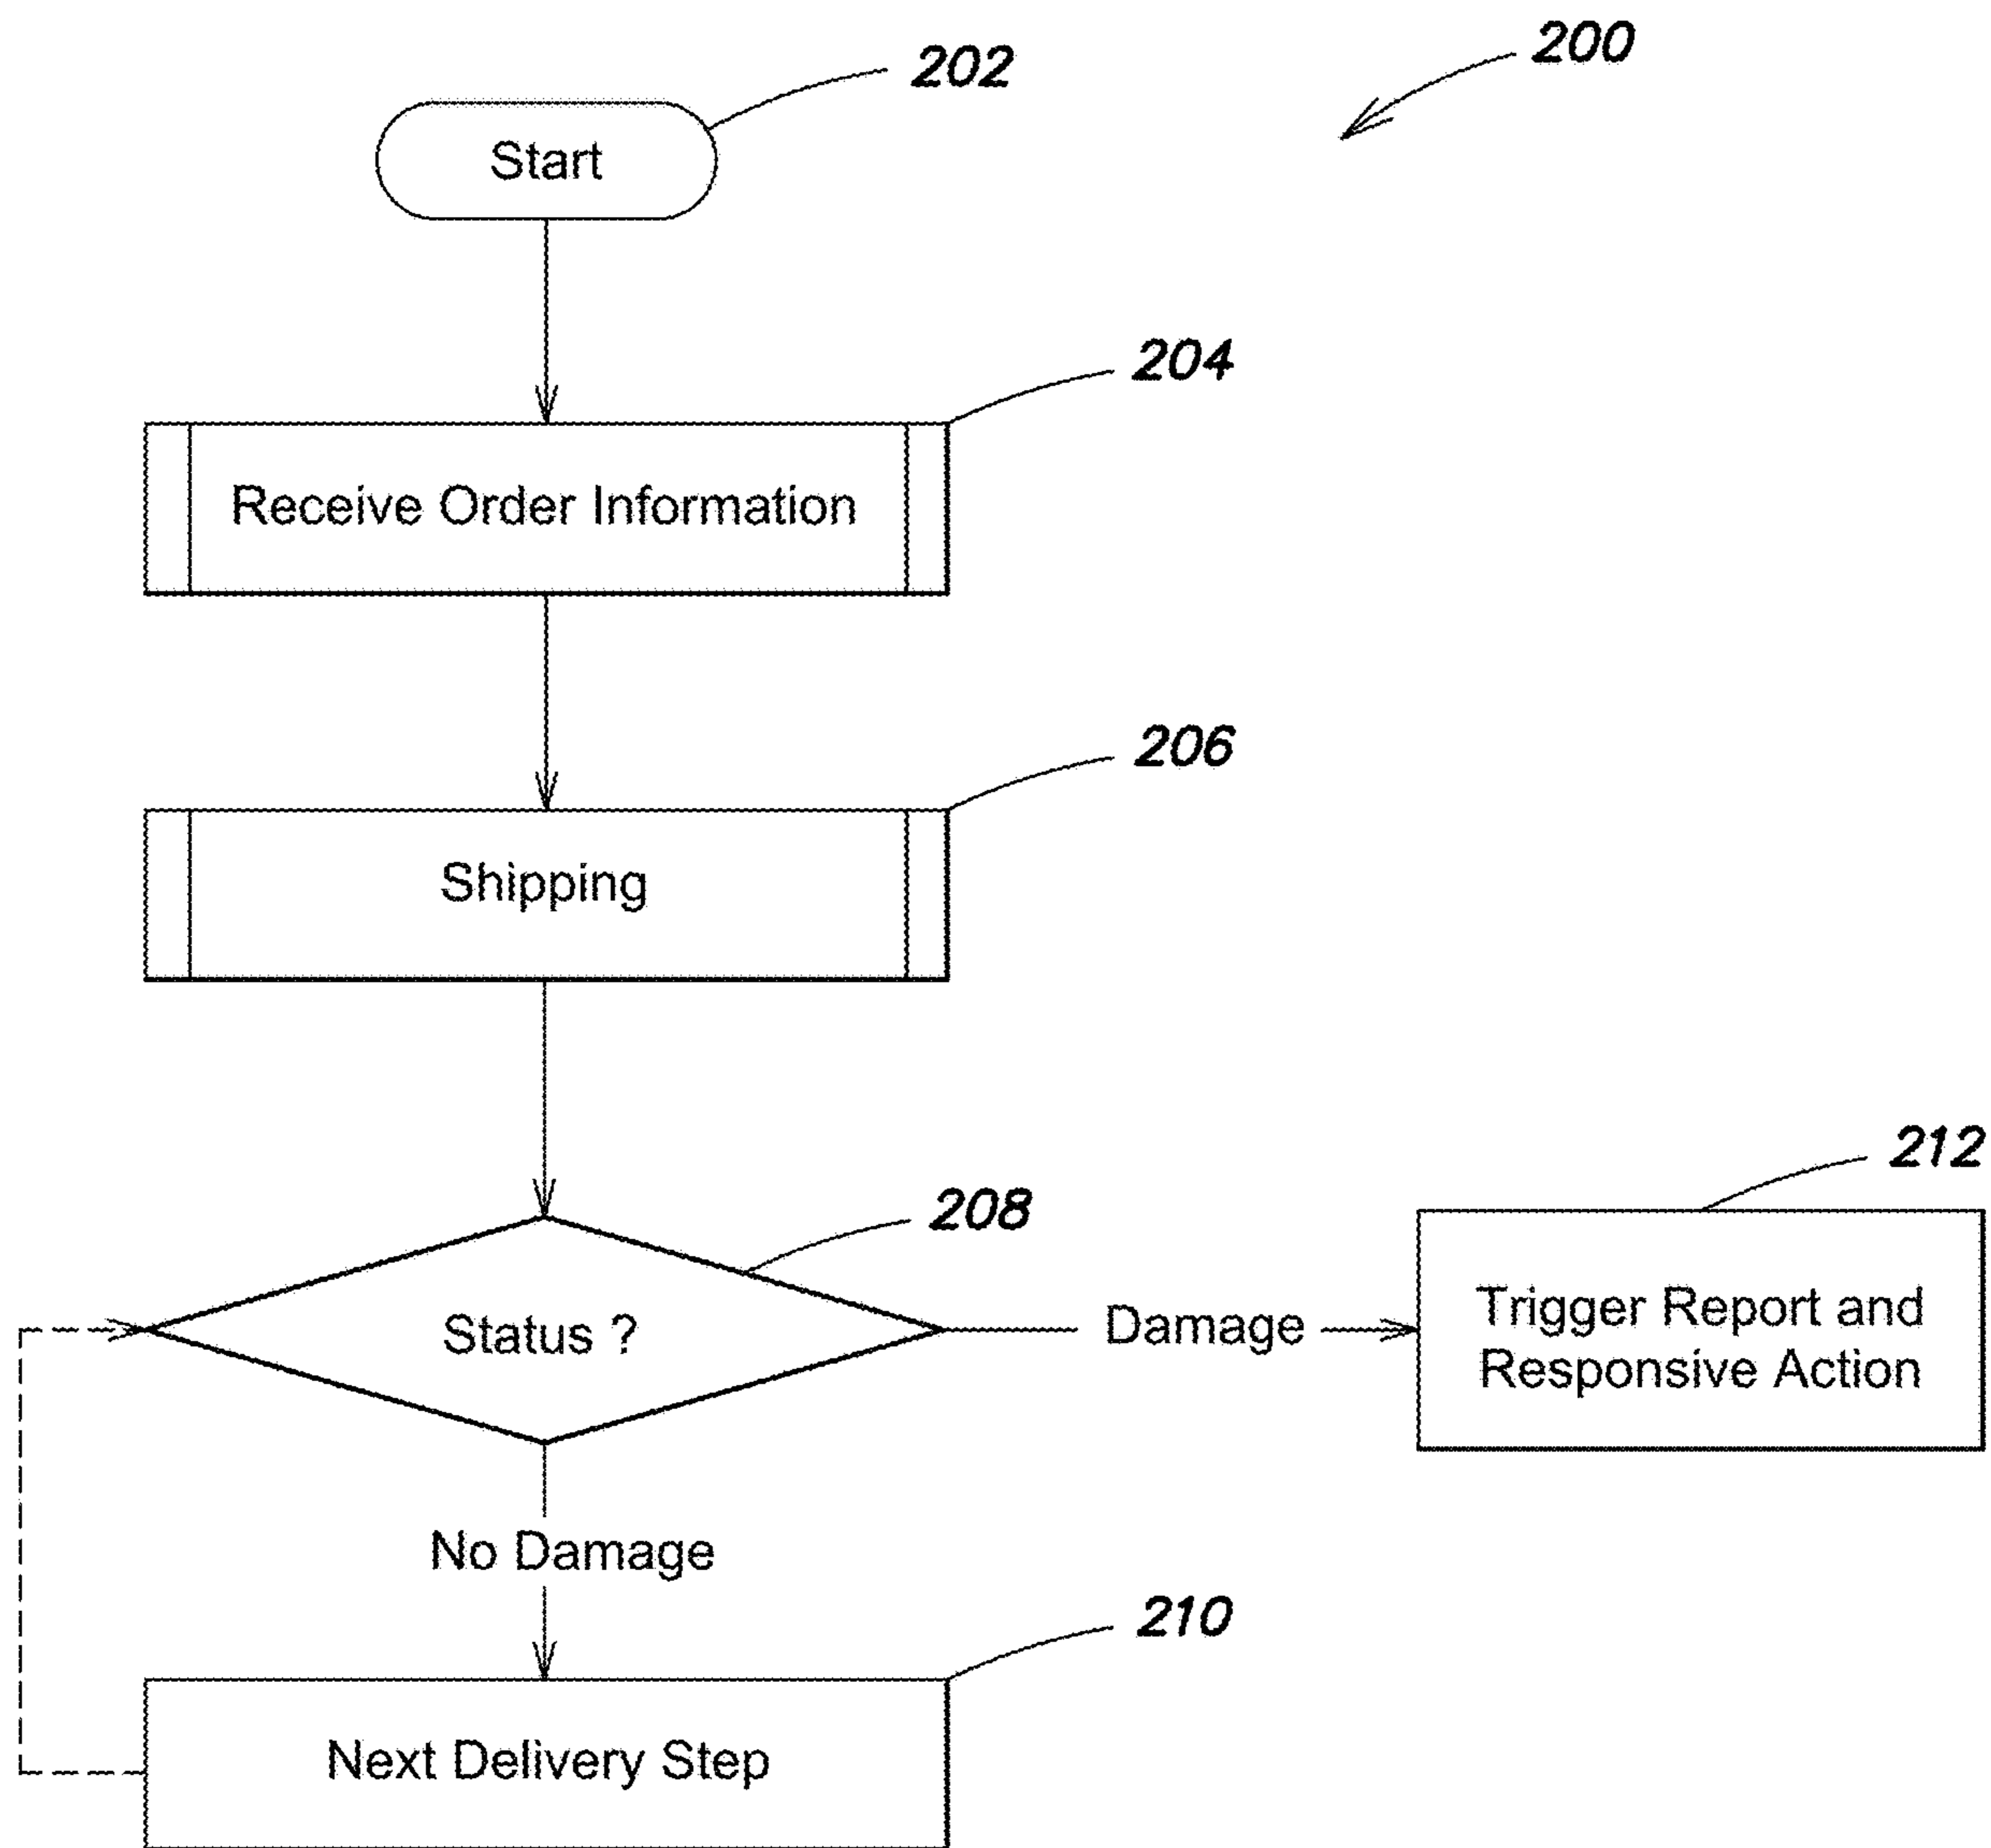 200
202
Start
204
Receive Order Information
206
Shipping
208
Status ?
212
Damage
Trigger Report and
Responsive Action
No Damage
210
Next Delivery Step